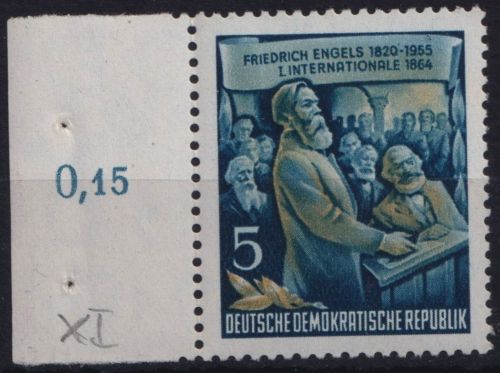 FRIEDRICH ENGELS 1820-1955
I. INTERNATIONALE 1864
0,15
5
XI
DEUTSCHE DEMOKRATISCHE REPUBLIK